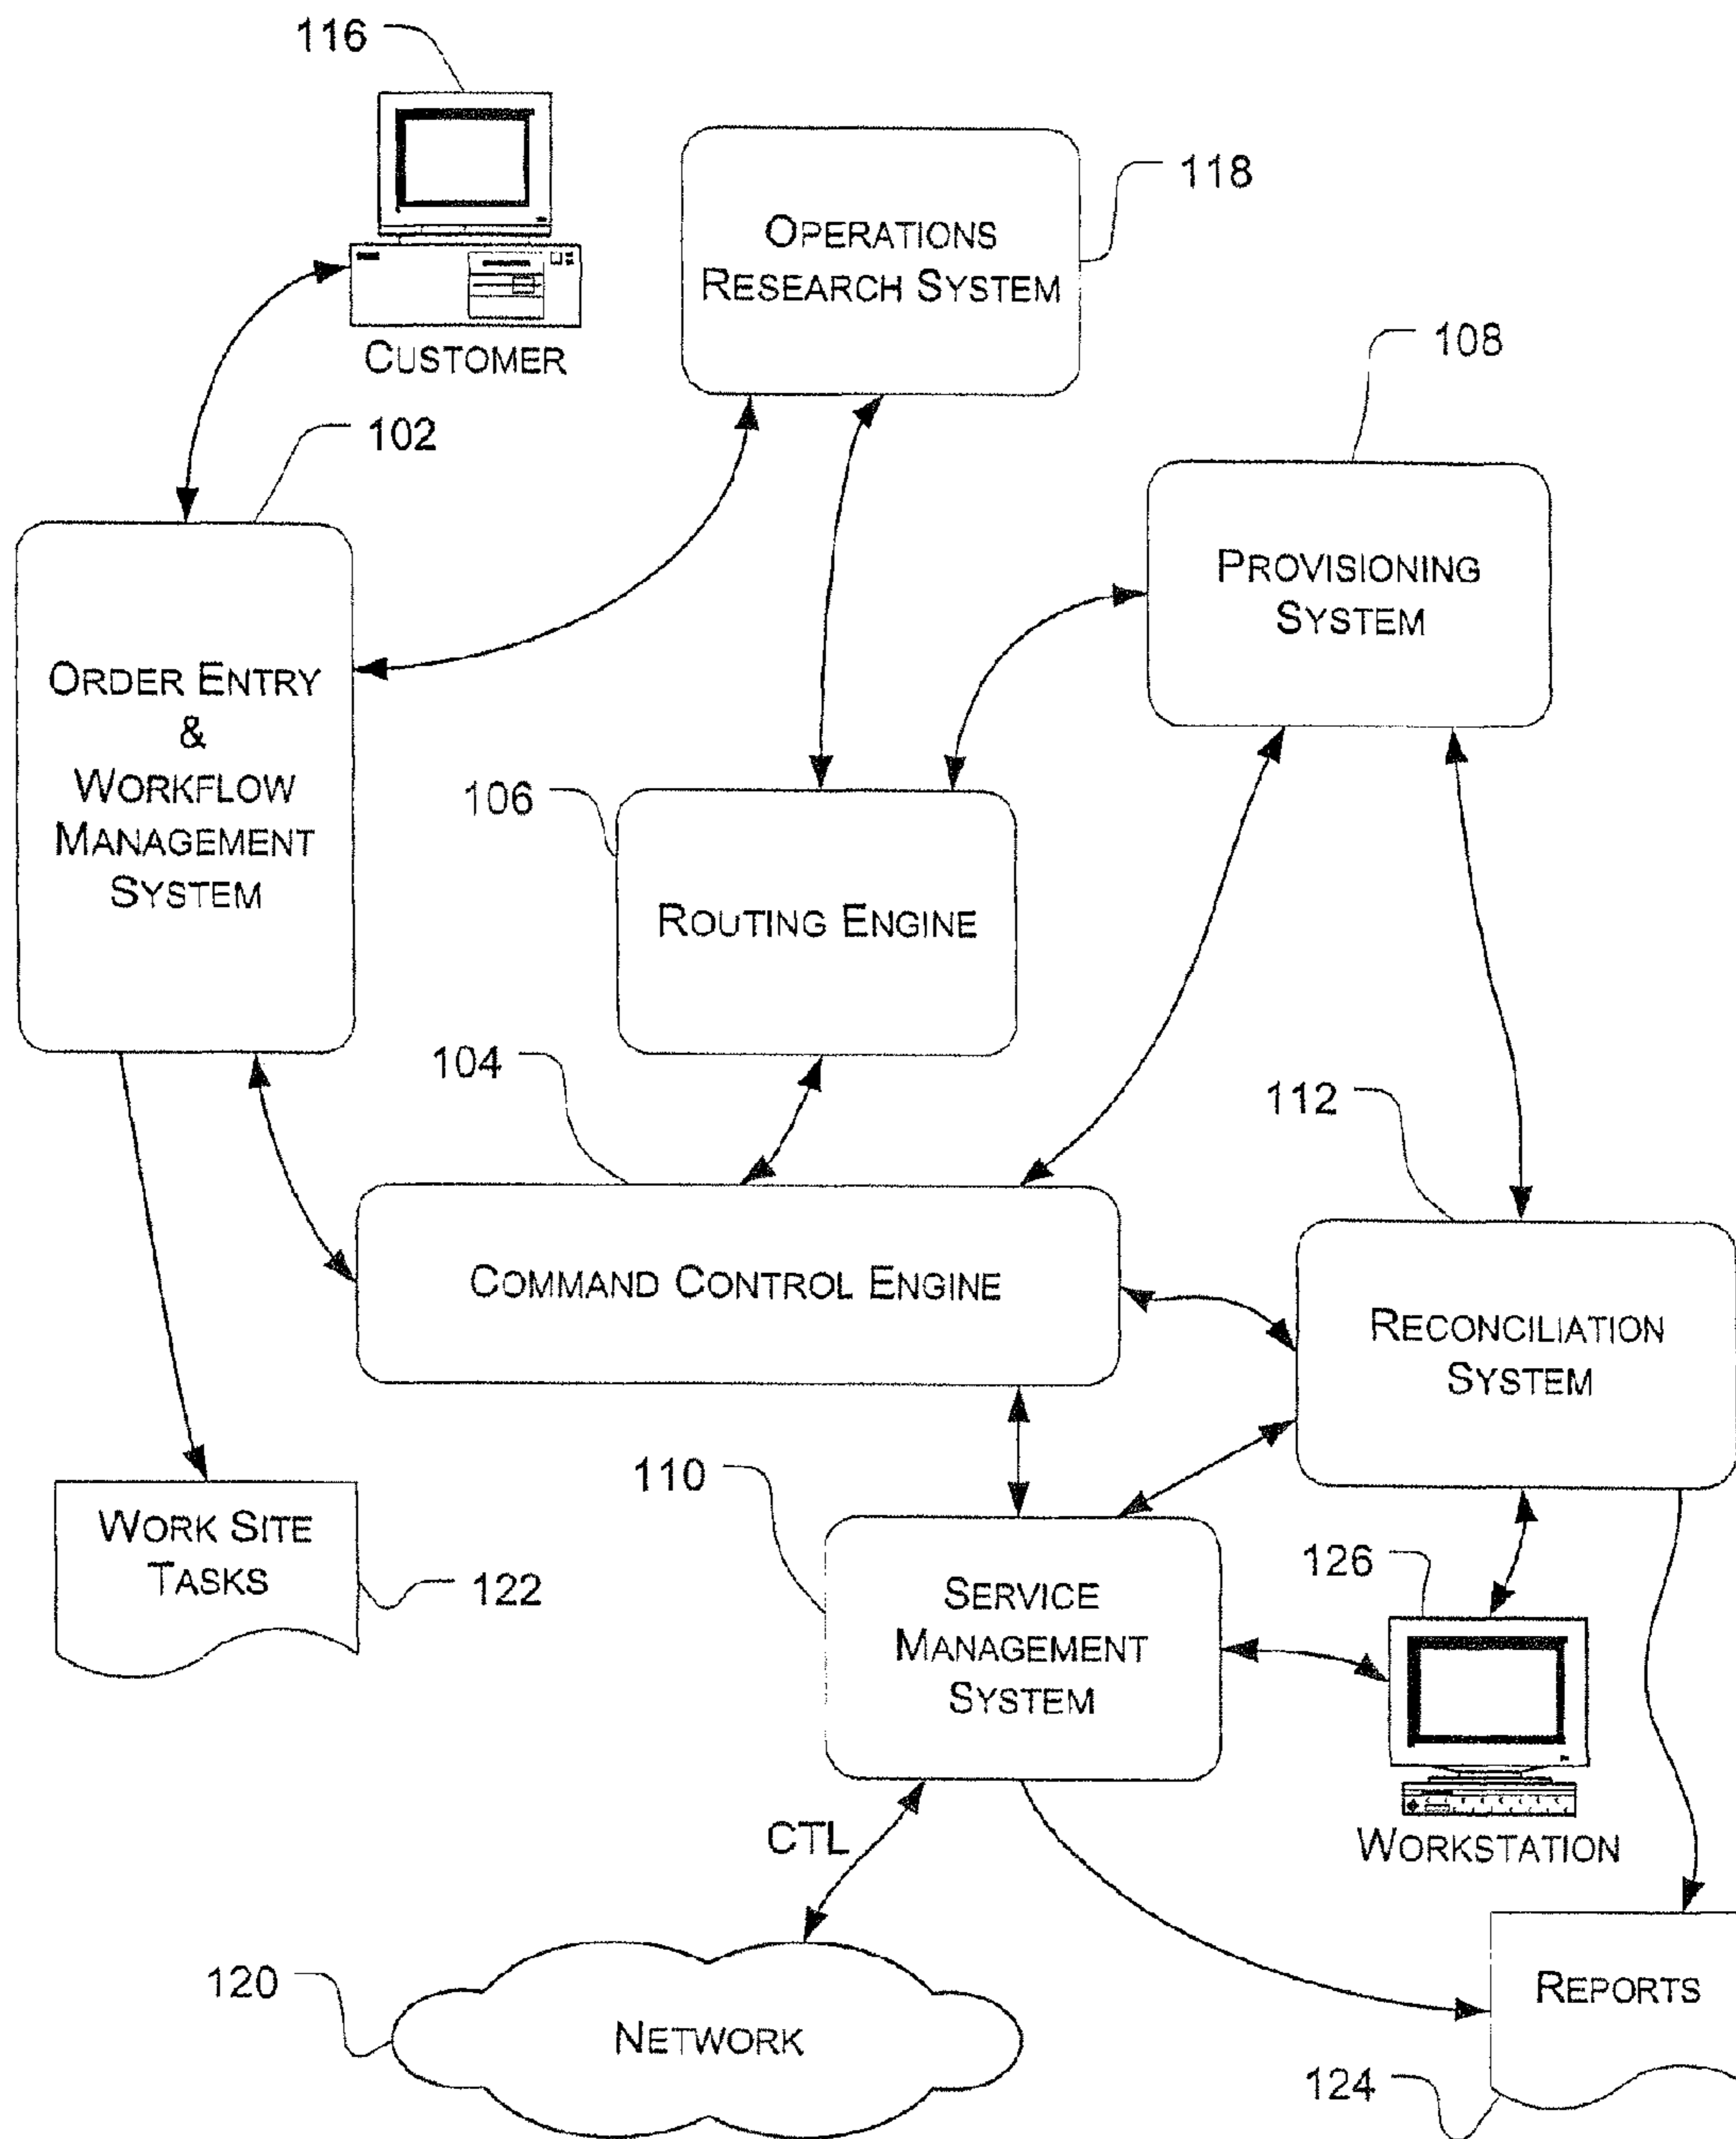 116
CUSTOMER
OPERATIONS
RESEARCH SYSTEM
118
108
102
PROVISIONING
SYSTEM
ORDER ENTRY
&
WORKFLOW
MANAGEMENT
SYSTEM
106
ROUTING ENGINE
104
112
COMMAND CONTROL ENGINE
RECONCILIATION
SYSTEM
WORK SITE
TASKS
122
110
SERVICE
MANAGEMENT
SYSTEM
126
WORKSTATION
CTL
120
NETWORK
REPORTS
124